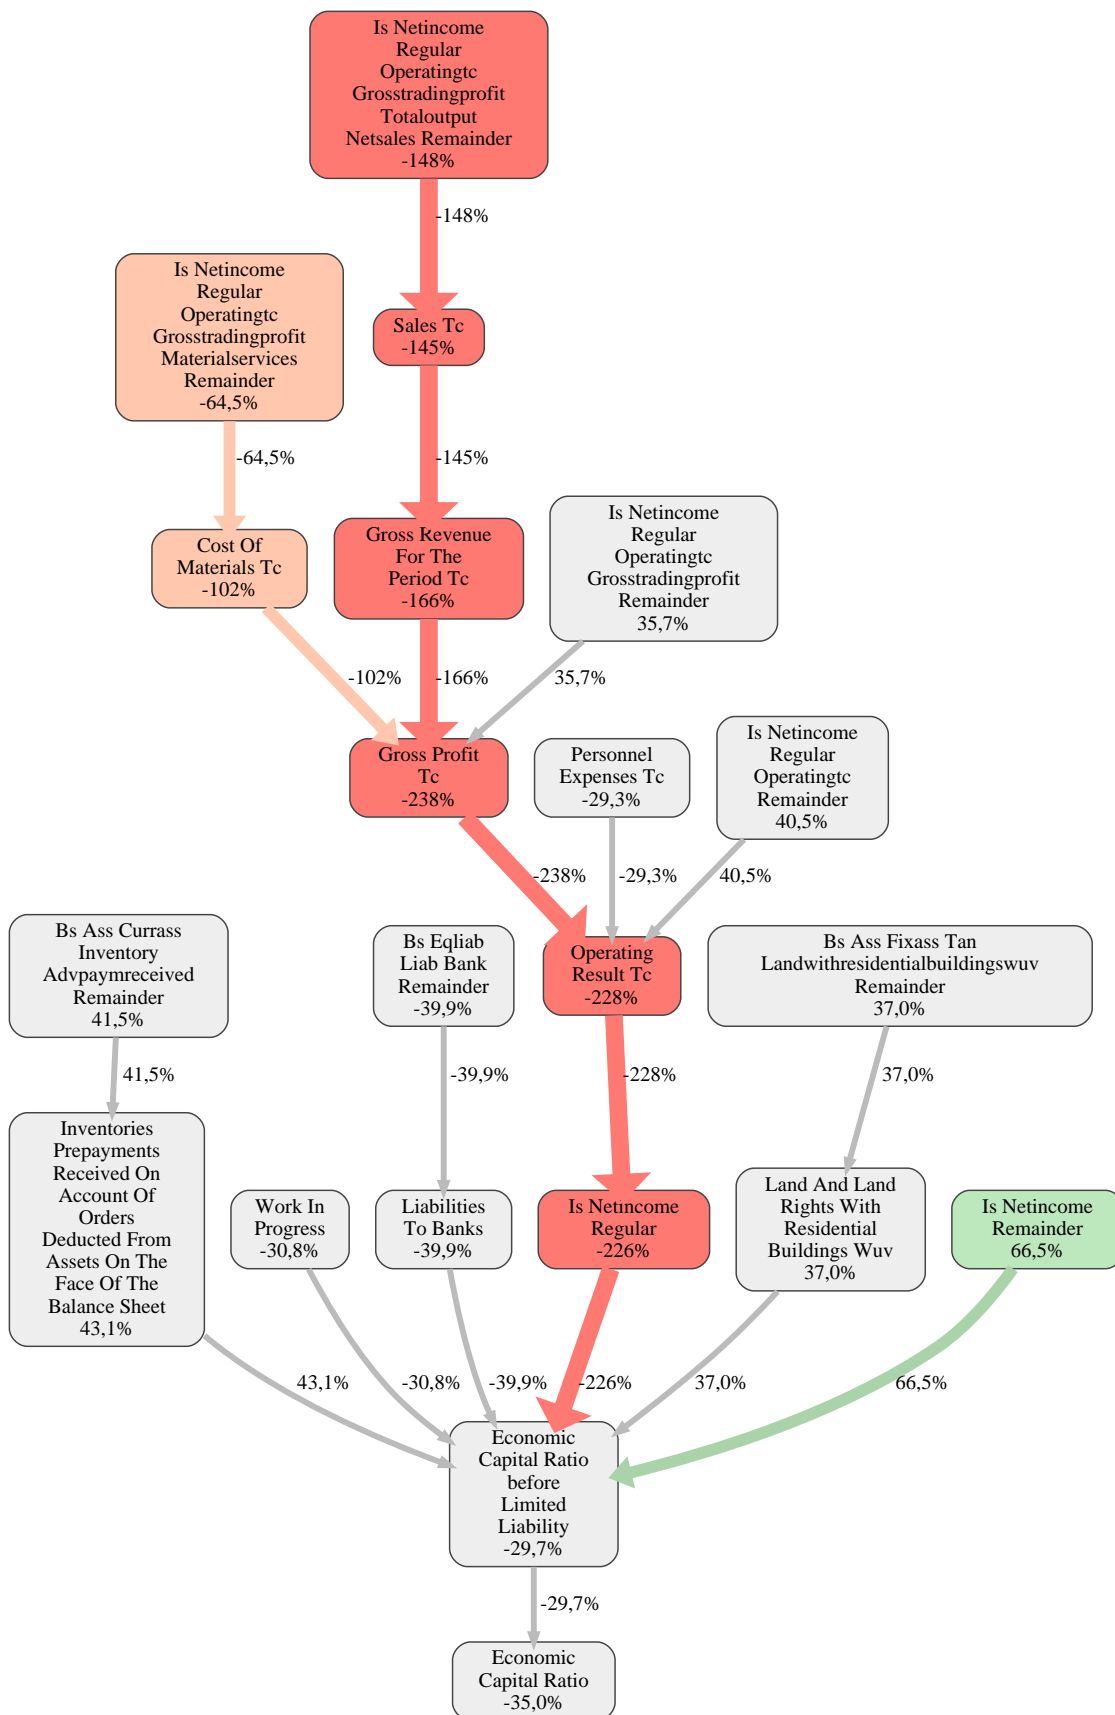 Is Netincome
Regular
Operatingtc
Grosstradingprofit
Totaloutput
Netsales Remainder
-148%
-148%
Is Netincome
Regular
Operatingtc
Grosstradingprofit
Materialservices
Remainder
-64,5%
Sales Tc
-145%
-64,5%
-145%
Is Netincome
Regular
Operatingtc
Grosstradingprofit
Remainder
35,7%
Cost Of
Materials Tc
-102%
Gross Revenue
For The
Period Tc
-166%
-102%
-166%
35,7%
Gross Profit
Tc
-238%
Personnel
Expenses Tc
-29,3%
Is Netincome
Regular
Operatingtc
Remainder
40,5%
-238%
-29,3%
40,5%
Bs Ass Currass
Inventory
Advpaymreceived
Remainder
41,5%
Bs Eqliab
Liab Bank
Remainder
-39,9%
Operating
Result Tc
-228%
Bs Ass Fixass Tan
Landwithresidentialbuildingswuv
Remainder
37,0%
41,5%
-39,9%
-228%
37,0%
Inventories
Prepayments
Received On
Account Of
Orders
Deducted From
Assets On The
Face Of The
Balance Sheet
43,1%
Work In
Progress
-30,8%
Liabilities
To Banks
-39,9%
Is Netincome
Regular
-226%
Land And Land
Rights With
Residential
Buildings Wuv
37,0%
Is Netincome
Remainder
66,5%
43,1%
-30,8%
-39,9%
-226%
37,0%
66,5%
Economic
Capital Ratio
before
Limited
Liability
-29,7%
-29,7%
Economic
Capital Ratio
-35,0%